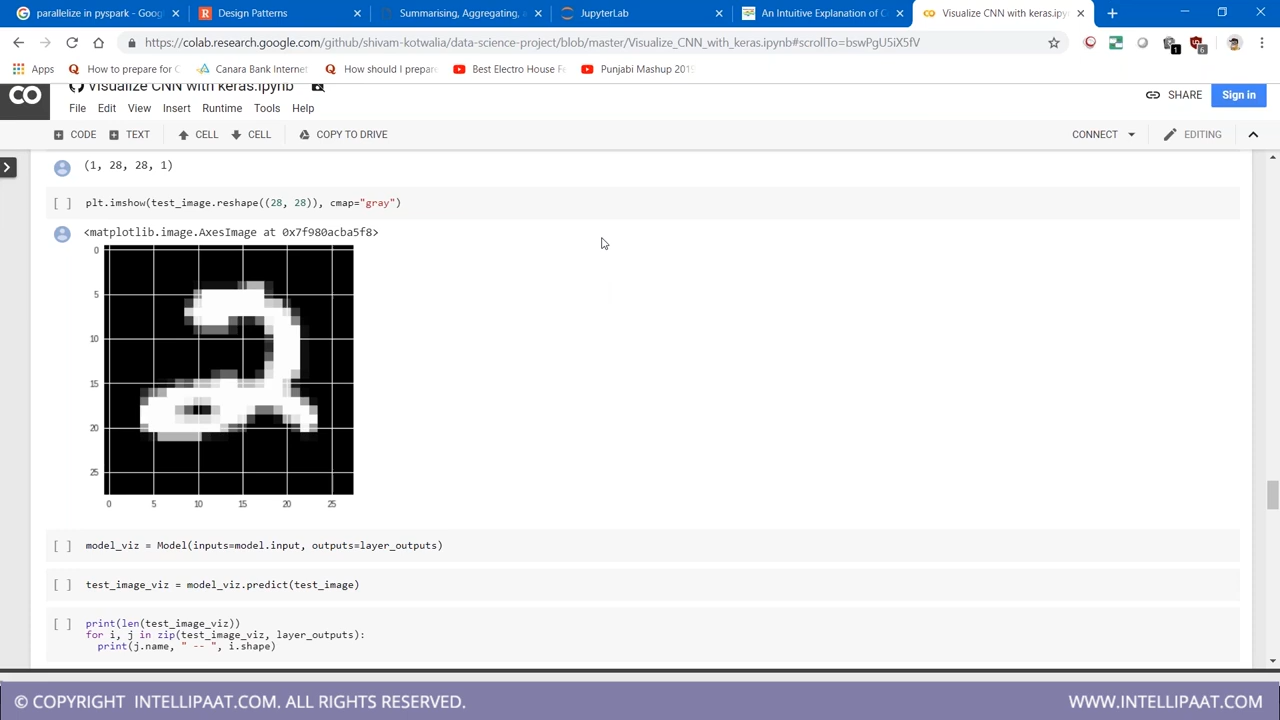 parallelize in pyspark - Goog
Design Patterns
Summarising, Aggregating, a
JupyterLab
An Intuitive Explanation of C
Visualize CNN with keras.ipynb
https://colab.research.google.com/github/shivam-kotwalia/data-science-project/blob/master/Visualize_CNN_with_keras.ipynb#scrollTo=bswPgU5iX5fV
1
6
Apps
How to prepare for C
Canara Bank Internet
How should I prepare
Best Electro House Fe
Punjabi Mashup 2019
Visualize CNN with keras.ipynb
SHARE
Sign in
File Edit View Insert Runtime Tools Help
CODE TEXT CELL CELL COPY TO DRIVE
CONNECT
EDITING
(1, 28, 28, 1)
[ ] plt.imshow(test_image.reshape((28, 28)), cmap="gray")
<matplotlib.image.AxesImage at 0x7f980acba5f8>
0
5
10
15
20
25
0 5 10 15 20 25
[ ] model_viz = Model(inputs=model.input, outputs=layer_outputs)
[ ] test_image_viz = model_viz.predict(test_image)
[ ] print(len(test_image_viz))
for i, j in zip(test_image_viz, layer_outputs):
print(j.name, " -- ", i.shape)
© COPYRIGHT INTELLIPAAT.COM. ALL RIGHTS RESERVED.
WWW.INTELLIPAAT.COM